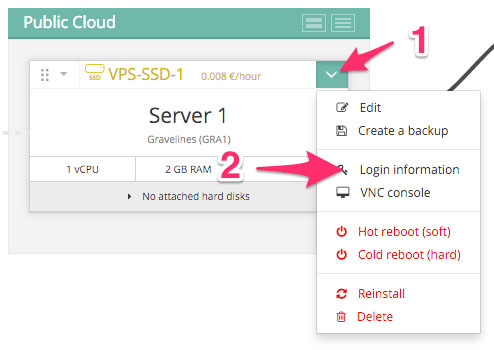 Public Cloud
1
SSD VPS-SSD-1 0.008 €/hour
Server 1
Gravelines (GRA1)
1 vCPU 2 GB RAM
No attached hard disks
2
Edit
Create a backup
Login information
VNC console
Hot reboot (soft)
Cold reboot (hard)
Reinstall
Delete